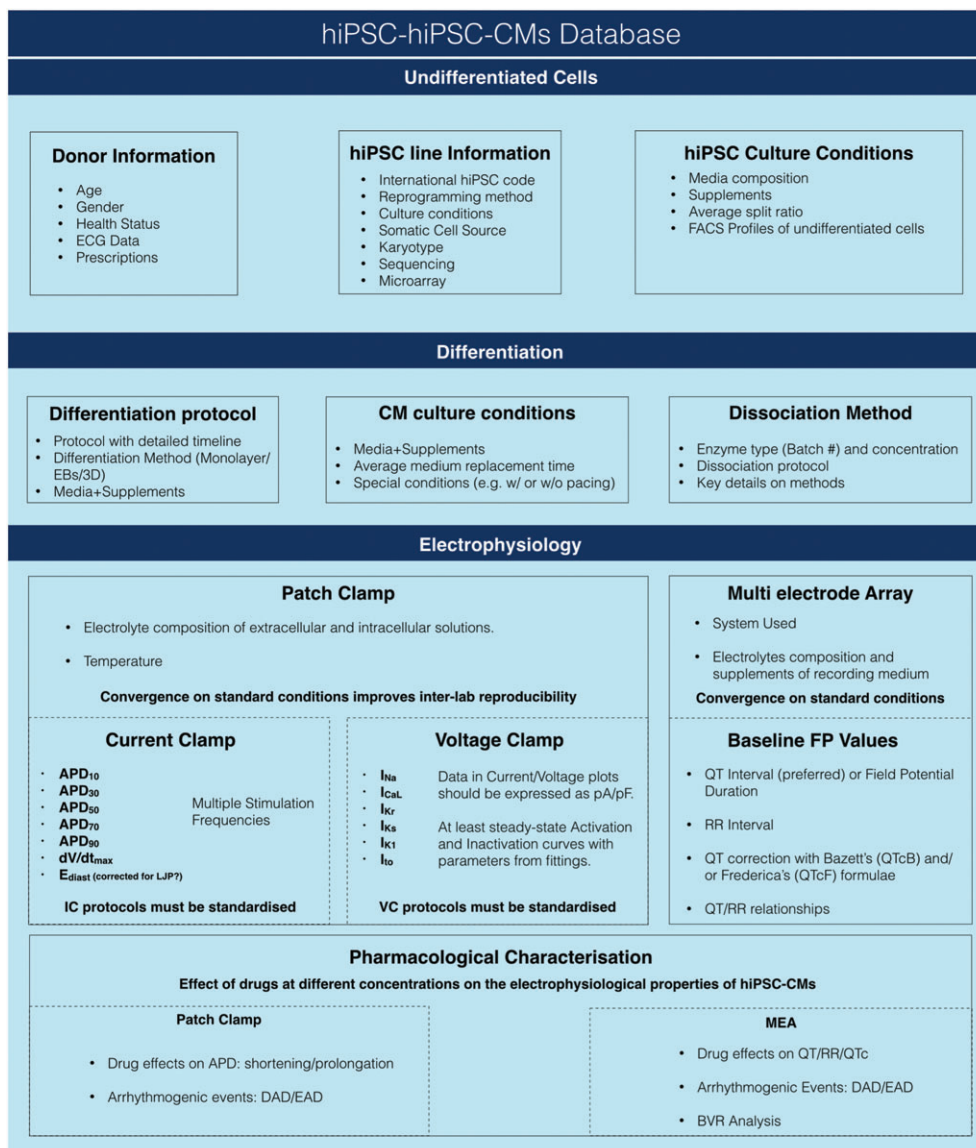 hiPSC-hiPSC-CMs Database
Undifferentiated Cells
Donor Information
• Age
• Gender
• Health Status
• ECG Data
• Prescriptions
hiPSC line Information
• International hiPSC code
• Reprogramming method
• Culture conditions
• Somatic Cell Source
• Karyotype
• Sequencing
• Microarray
hiPSC Culture Conditions
• Media composition
• Supplements
• Average split ratio
• FACS Profiles of undifferentiated cells
Differentiation
Differentiation protocol
• Protocol with detailed timeline
• Differentiation Method (Monolayer/
EBs/3D)
• Media+Supplements
CM culture conditions
• Media+Supplements
• Average medium replacement time
• Special conditions (e.g. w/ or w/o pacing)
Dissociation Method
• Enzyme type (Batch #) and concentration
• Dissociation protocol
• Key details on methods
Electrophysiology
Patch Clamp
• Electrolyte composition of extracellular and intracellular solutions.
• Temperature
Convergence on standard conditions improves inter-lab reproducibility
Current Clamp
· APD10
· APD30
· APD50
· APD70
· APD90
· dV/dtmax
· Ediast (corrected for LJP?)
Multiple Stimulation
Frequencies
IC protocols must be standardised
Voltage Clamp
· INa
· ICaL
· IKr
· IKs
· IK1
· Ito
Data in Current/Voltage plots
should be expressed as pA/pF.
At least steady-state Activation
and Inactivation curves with
parameters from fittings.
VC protocols must be standardised
Multi electrode Array
• System Used
• Electrolytes composition and
supplements of recording medium
Convergence on standard conditions
Baseline FP Values
• QT Interval (preferred) or Field Potential
Duration
• RR Interval
• QT correction with Bazett's (QTcB) and/
or Frederica's (QTcF) formulae
• QT/RR relationships
Pharmacological Characterisation
Effect of drugs at different concentrations on the electrophysiological properties of hiPSC-CMs
Patch Clamp
• Drug effects on APD: shortening/prolongation
• Arrhythmogenic events: DAD/EAD
MEA
• Drug effects on QT/RR/QTc
• Arrhythmogenic Events: DAD/EAD
• BVR Analysis